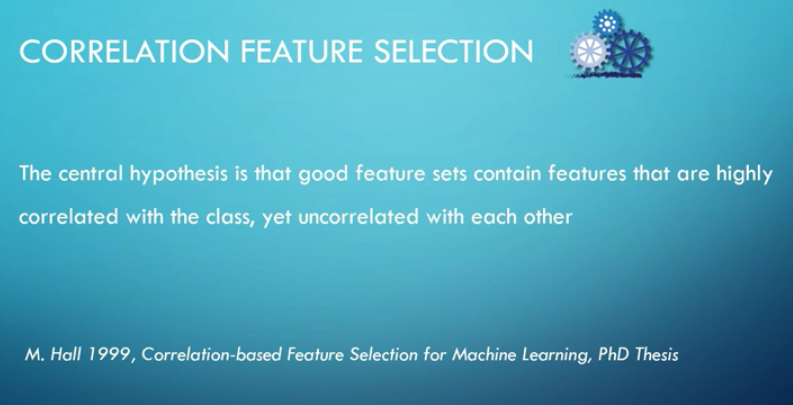 CORRELATION FEATURE SELECTION
The central hypothesis is that good feature sets contain features that are highly
correlated with the class, yet uncorrelated with each other
M. Hall 1999, Correlation-based Feature Selection for Machine Learning, PhD Thesis